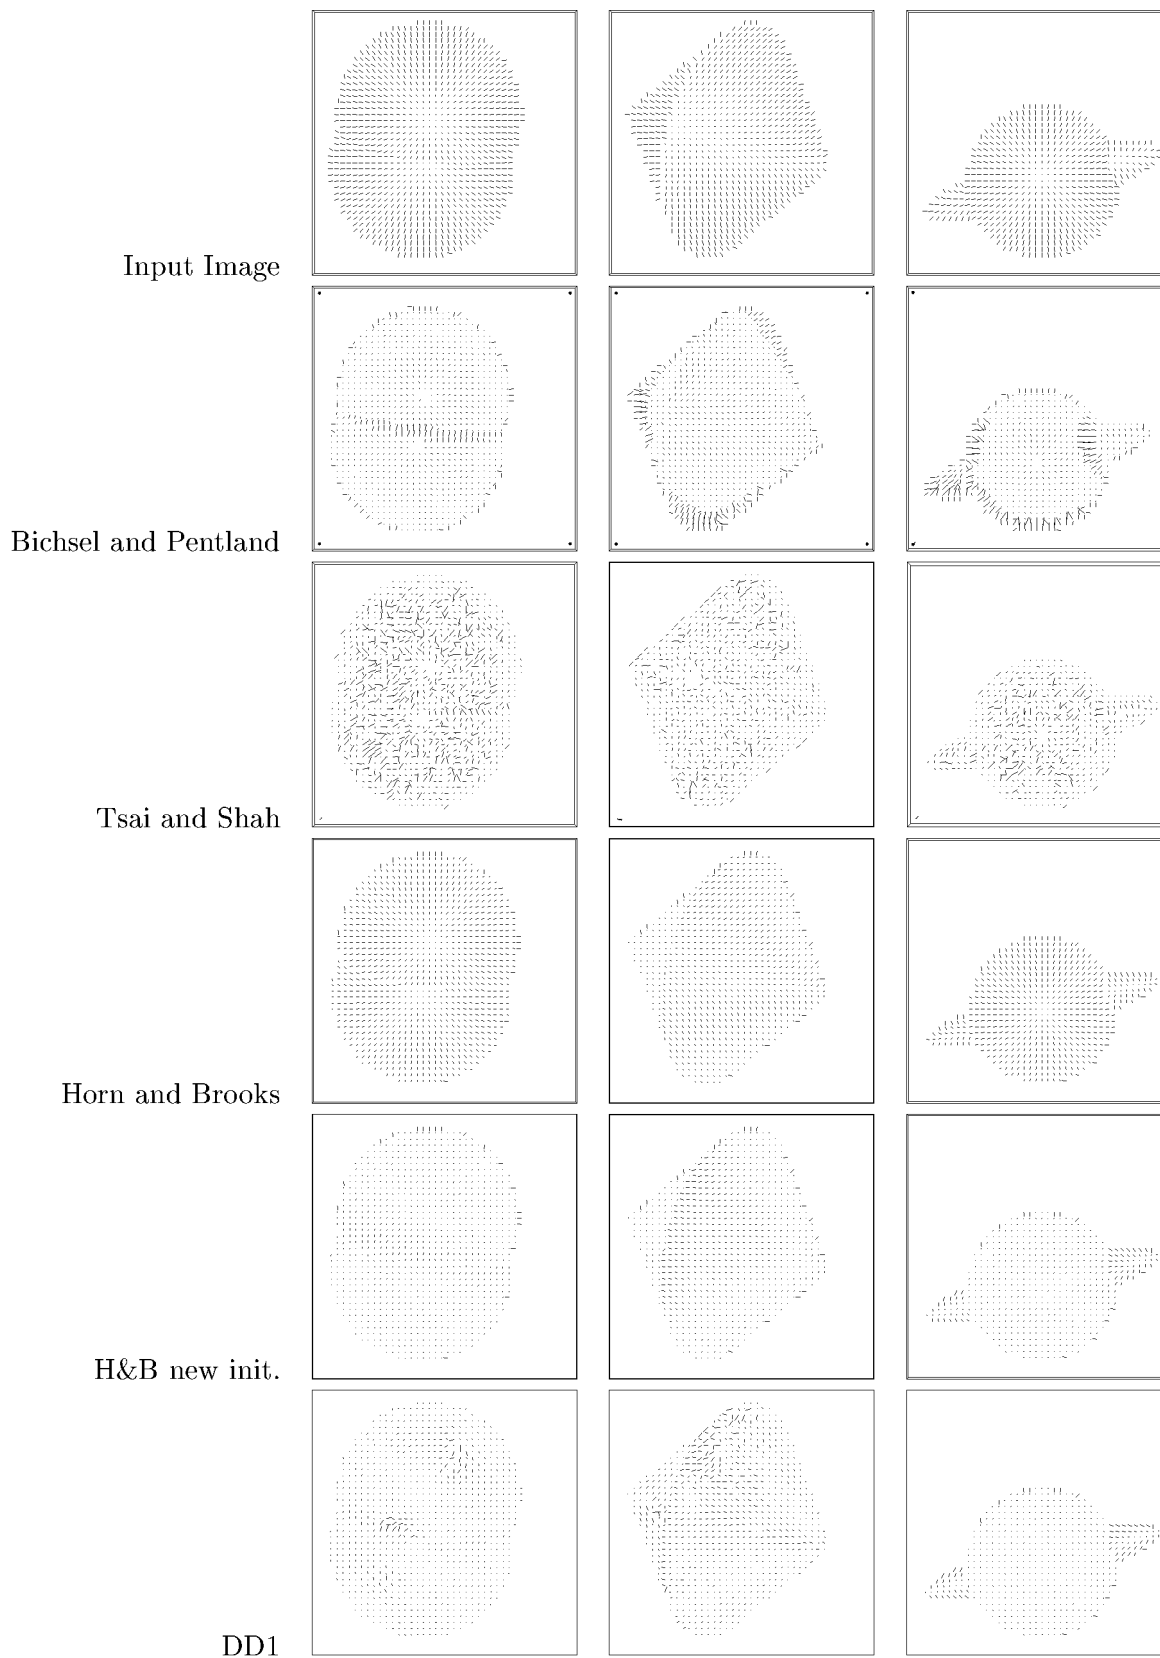 Input Image
Bichsel and Pentland
Tsai and Shah
Horn and Brooks
H&B new init.
DD1